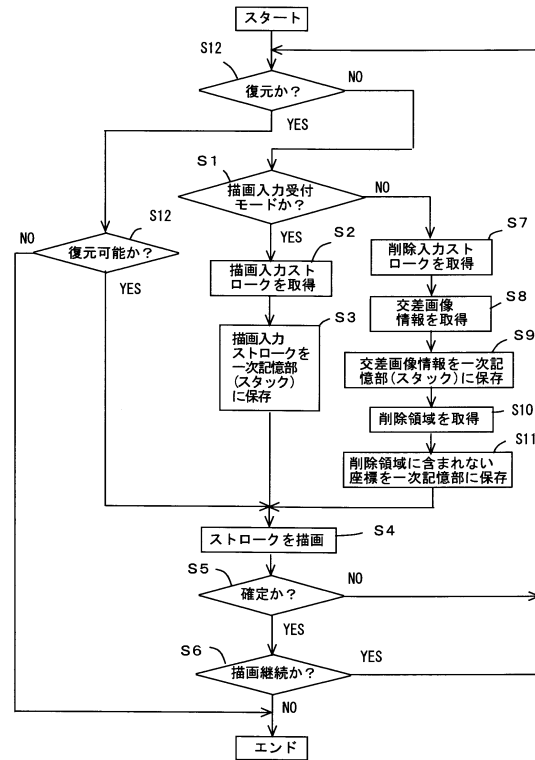 スタート
S12
復元か？
NO
YES
S1
描画入力受付
モードか？
NO
YES
S12
復元可能か？
NO
YES
S2
描画入力スト
ロークを取得
S7
削除入力スト
ロークを取得
S8
交差画像
情報を取得
S3
描画入力
ストロークを
一次記憶部
(スタック)
に保存
S9
交差画像情報を一次記
憶部(スタック)に保存
S10
削除領域を取得
S11
削除領域に含まれない
座標を一次記憶部に保存
S4
ストロークを描画
S5
確定か？
NO
YES
S6
描画継続か？
YES
NO
エンド